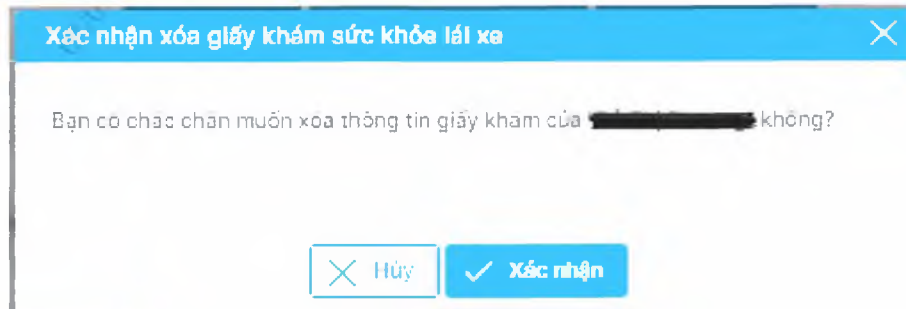 Xác nhận xóa giấy khám sức khỏe lái xe
Bạn có chắc chắn muốn xóa thông tin giấy khám của không?
Hủy
Xác nhận